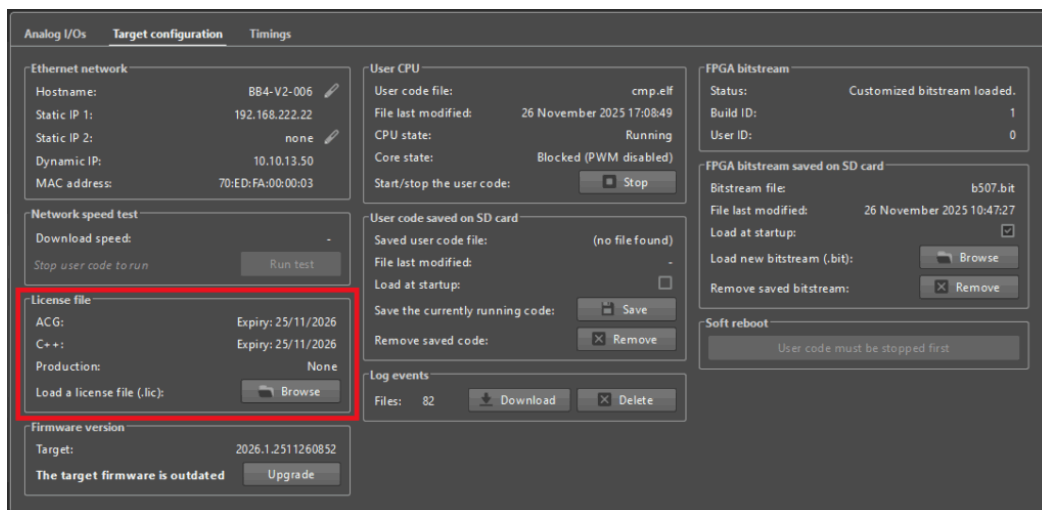 Analog I/Os Target configuration Timings
Ethernet network
Hostname: BB4-V2-006
Static IP 1: 192.168.222.22
Static IP 2: none
Dynamic IP: 10.10.13.50
MAC address: 70:ED:FA:00:00:03
Network speed test
Download speed: -
Stop user code to run Run test
License file
ACG: Expiry: 25/11/2026
C++: Expiry: 25/11/2026
Production: None
Load a license file (.lic): Browse
Firmware version
Target: 2026.1.2511260852
The target firmware is outdated Upgrade
User CPU
User code file: cmp.elf
File last modified: 26 November 2025 17:08:49
CPU state: Running
Core state: Blocked (PWM disabled)
Start/stop the user code: Stop
User code saved on SD card
Saved user code file: (no file found)
File last modified: -
Load at startup:
Save the currently running code: Save
Remove saved code: Remove
Log events
Files: 82 Download Delete
FPGA bitstream
Status: Customized bitstream loaded.
Build ID: 1
User ID: 0
FPGA bitstream saved on SD card
Bitstream file: b507.bit
File last modified: 26 November 2025 10:47:27
Load at startup:
Load new bitstream (.bit): Browse
Remove saved bitstream: Remove
Soft reboot
User code must be stopped first